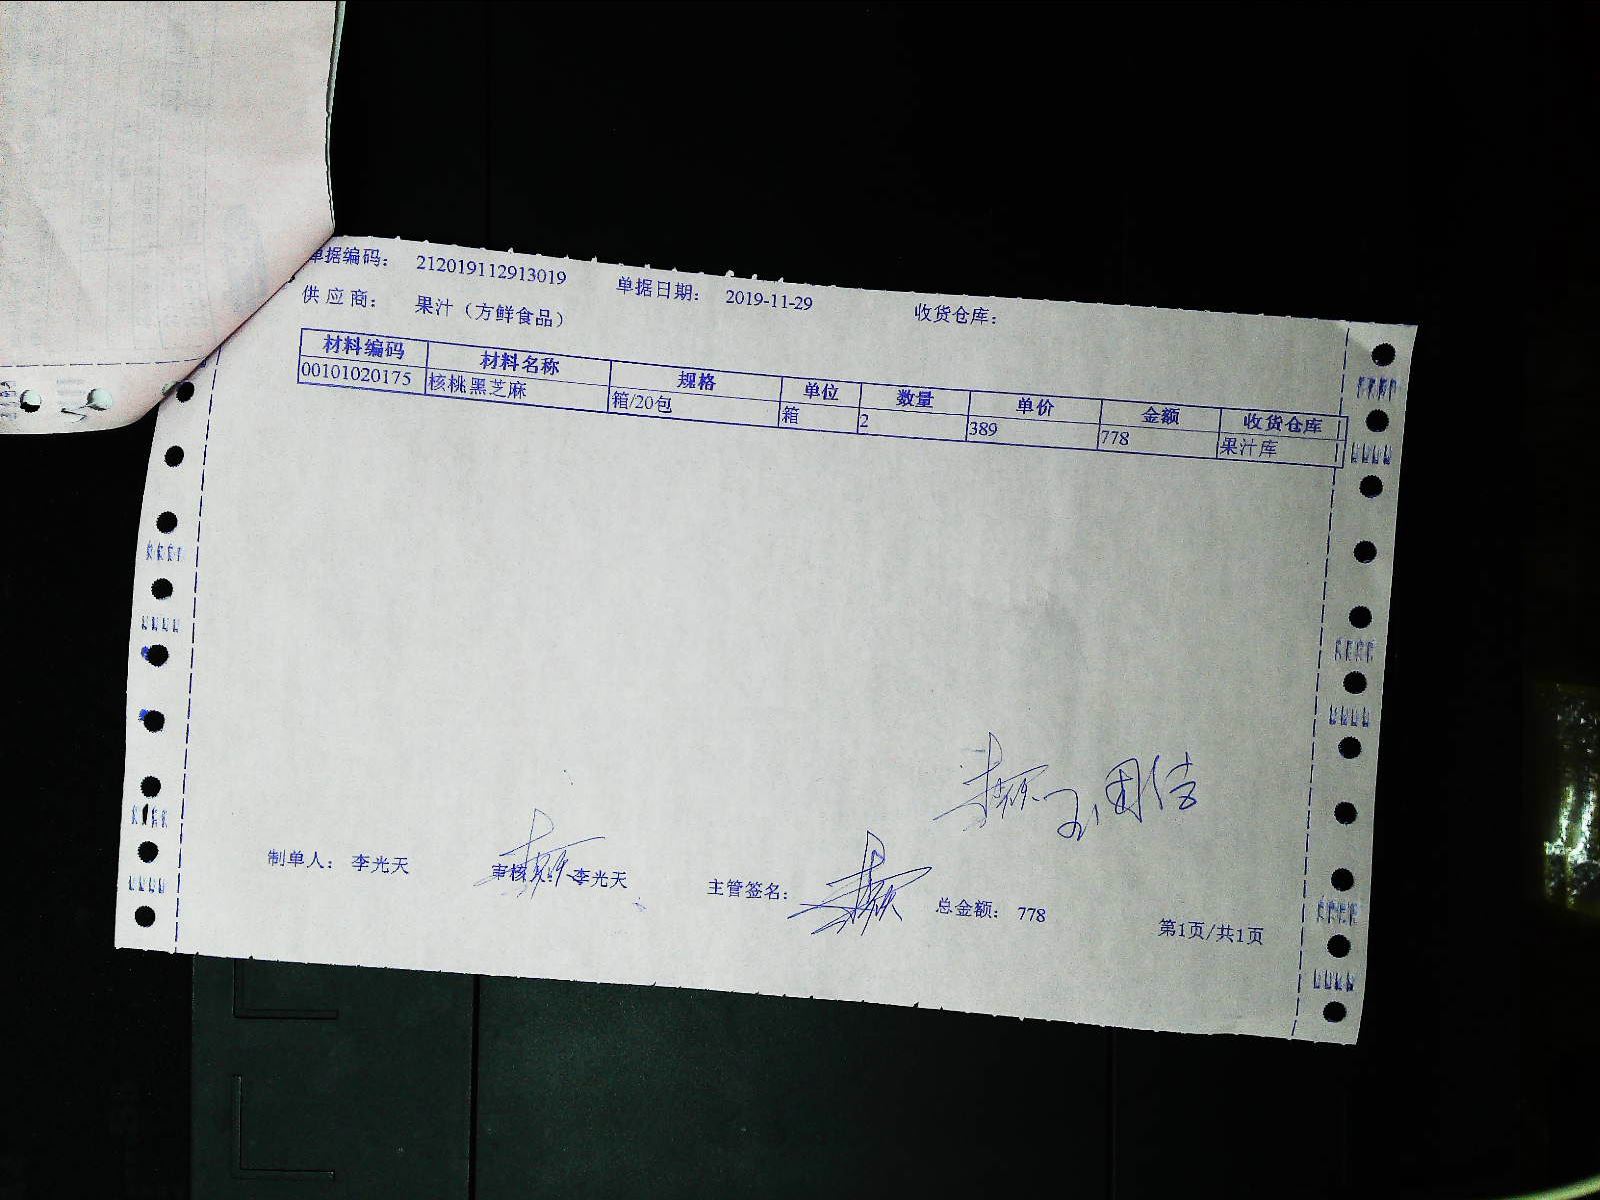 单据编码： 212019112913019 单据日期： 2019-11-29 收货仓库：
供 应 商： 果汁（方鲜食品）
材料编码 材料名称 规格 单位 数量 单价 金额 收货仓库
00101020175 核桃黑芝麻 箱/20包 箱 2 389 778 果汁库
制单人： 李光天 审核 李光天 主管签名： 总金额： 778 第1页/共1页